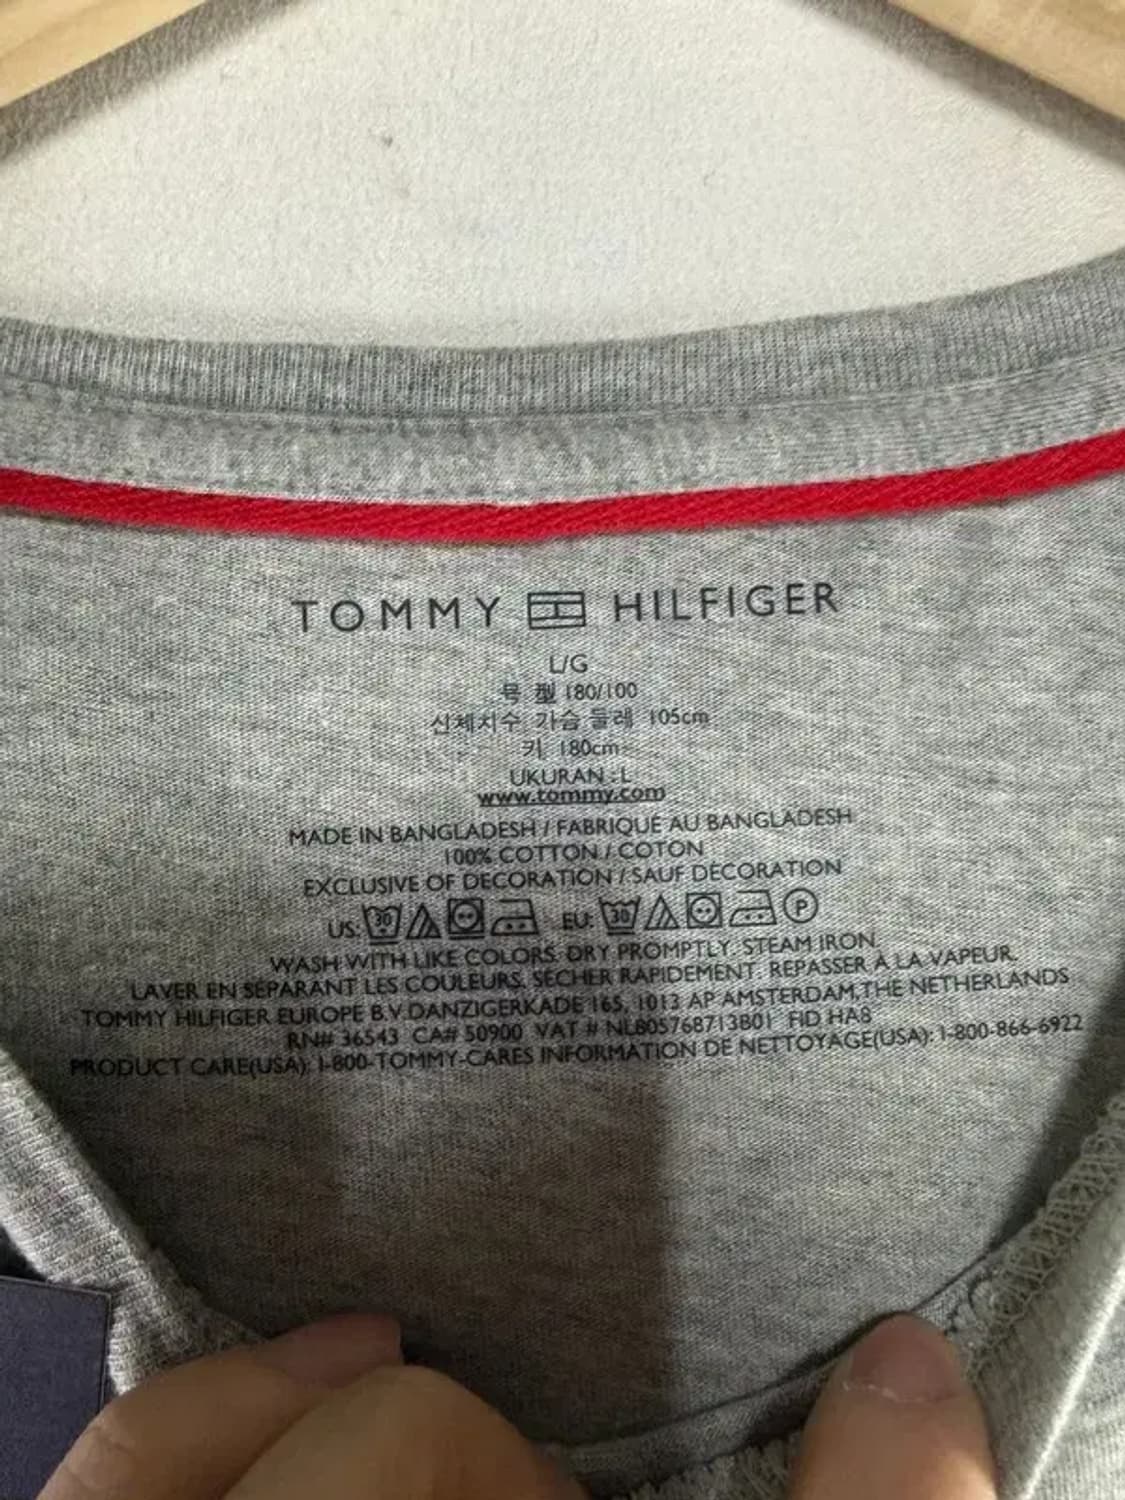 TOMMY HILFIGER
L/G
号 型 180/100
신체치수 가슴 둘레 105cm
키 180cm
UKURAN : L
www.tommy.com
MADE IN BANGLADESH / FABRIQUÉ AU BANGLADESH
100% COTTON / COTON
EXCLUSIVE OF DECORATION / SAUF DÉCORATION
US: 30 EU: 30 P
WASH WITH LIKE COLORS. DRY PROMPTLY. STEAM IRON.
LAVER EN SÉPARANT LES COULEURS. SÉCHER RAPIDEMENT. REPASSER À LA VAPEUR.
TOMMY HILFIGER EUROPE B.V. DANZIGERKADE 165, 1013 AP AMSTERDAM, THE NETHERLANDS
RN# 36543 CA# 50900 VAT # NL805768713B01 FID HA8
PRODUCT CARE(USA): 1-800-TOMMY-CARES INFORMATION DE NETTOYAGE(USA): 1-800-866-6922